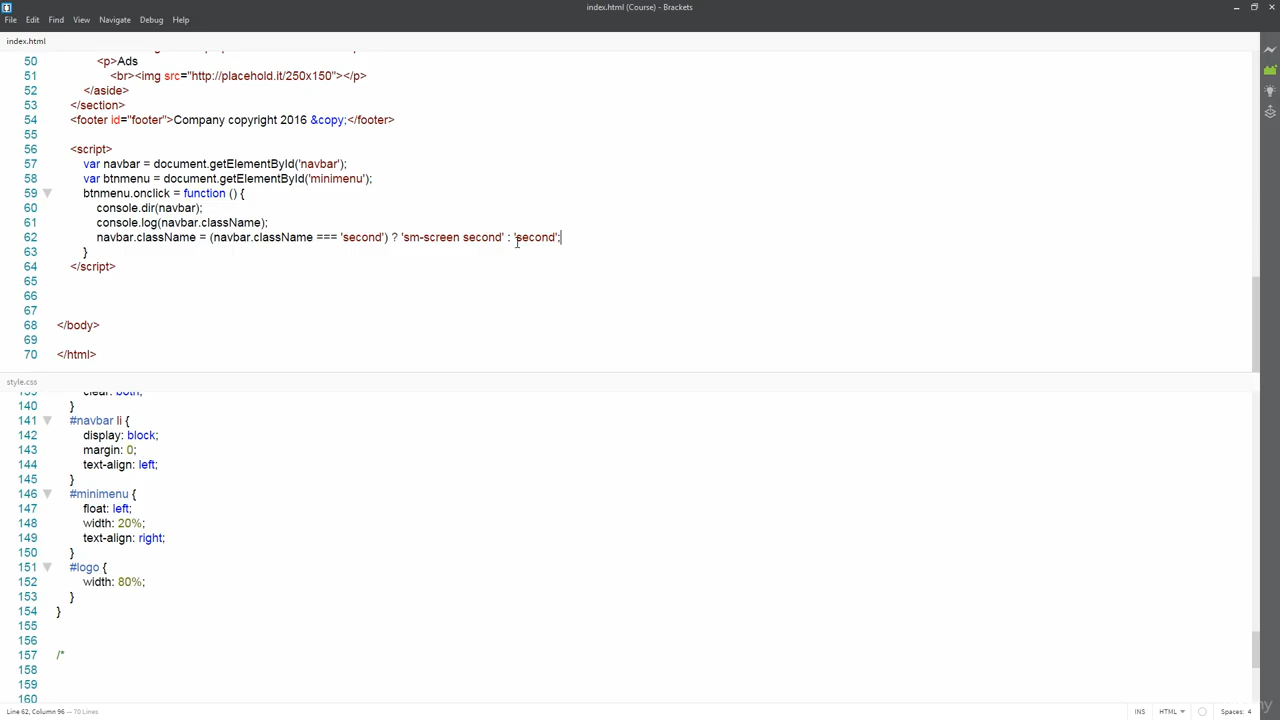 index.html (Course) - Brackets
File Edit Find View Navigate Debug Help
index.html
50 <p>Ads
51 <br><img src="http://placehold.it/250x150"></p>
52 </aside>
53 </section>
54 <footer id="footer">Company copyright 2016 &copy;</footer>
55
56 <script>
57 var navbar = document.getElementById('navbar');
58 var btnmenu = document.getElementById('minimenu');
59 btnmenu.onclick = function () {
60 console.dir(navbar);
61 console.log(navbar.className);
62 navbar.className = (navbar.className === 'second') ? 'sm-screen second' : 'second';
63 }
64 </script>
65
66
67
68 </body>
69
70 </html>
style.css
139 clear: both;
140 }
141 #navbar li {
142 display: block;
143 margin: 0;
144 text-align: left;
145 }
146 #minimenu {
147 float: left;
148 width: 20%;
149 text-align: right;
150 }
151 #logo {
152 width: 80%;
153 }
154 }
155
156
157 /*
158
159
160
Line 62, Column 96 — 70 Lines
INS HTML Spaces: 4